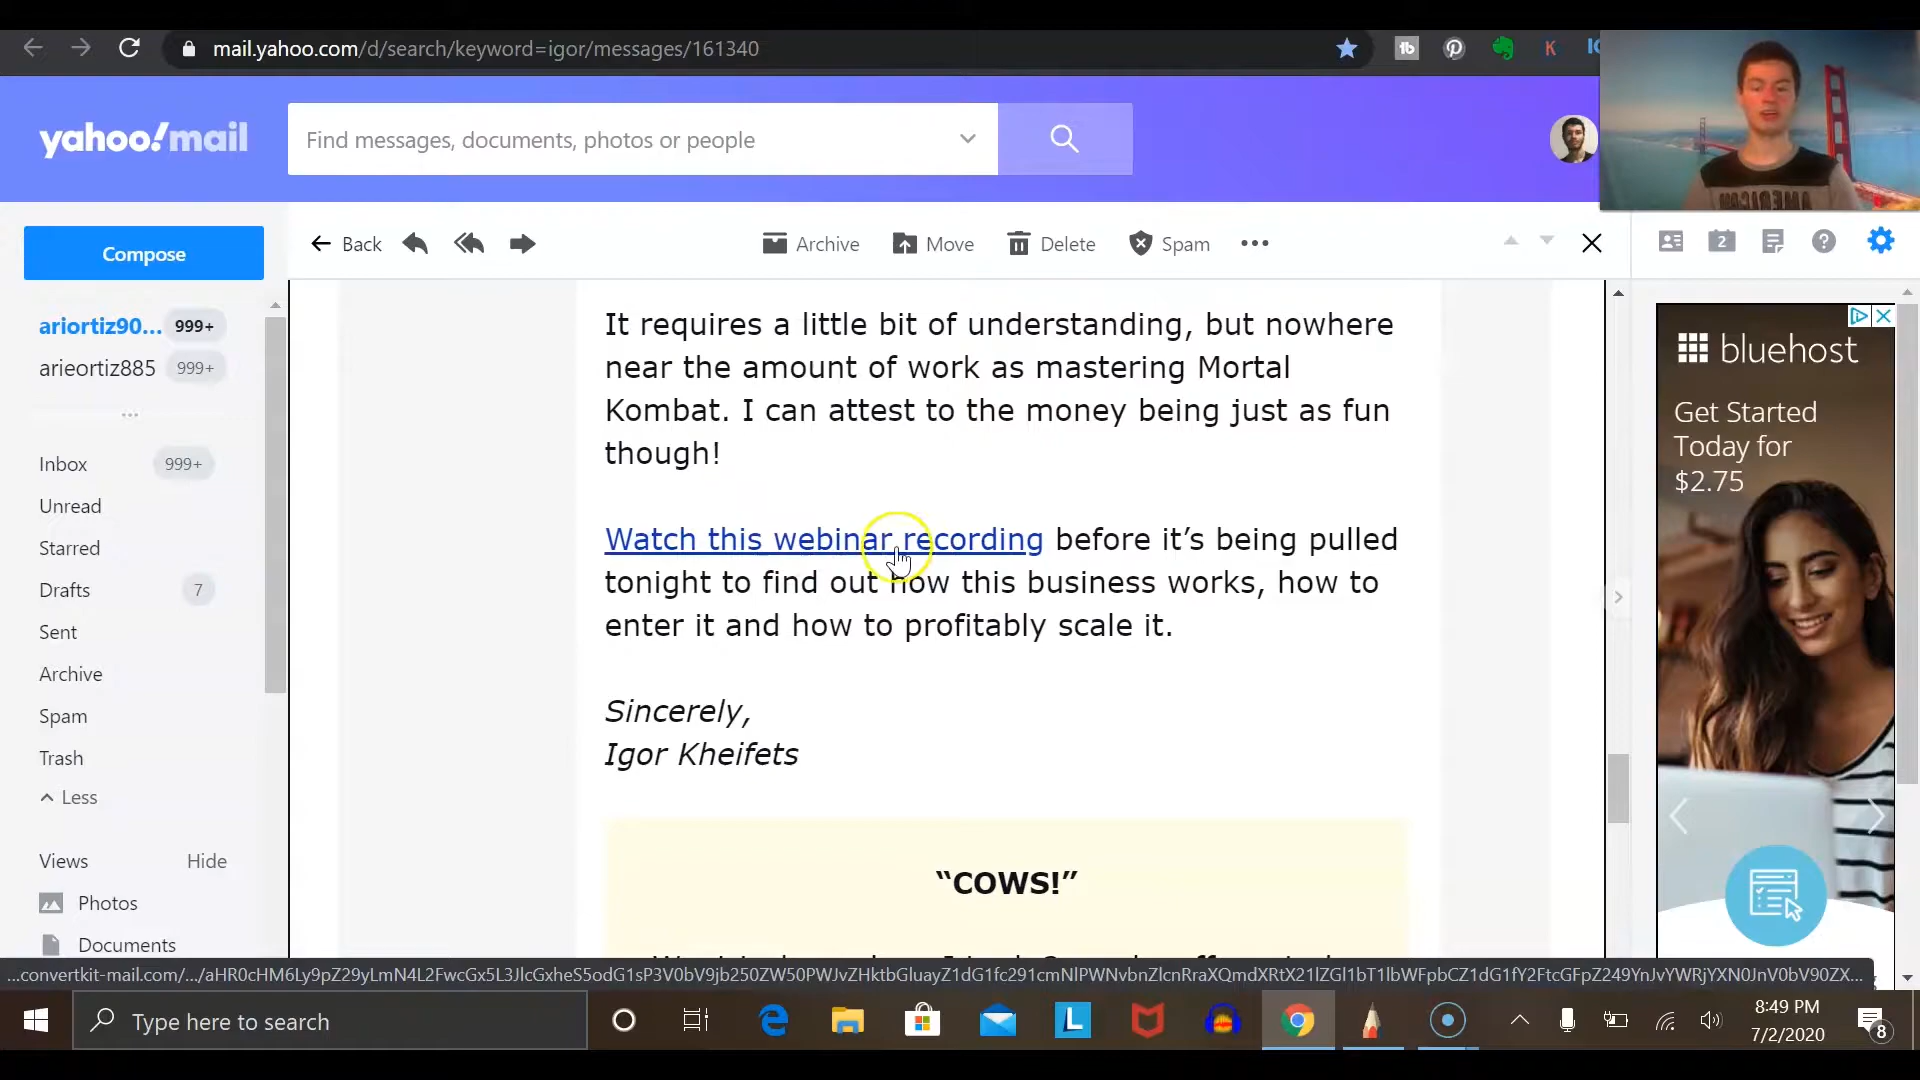 mail.yahoo.com/d/search/keyword=igor/messages/161340
tb
K
yahoo!mail
Find messages, documents, photos or people
AMERICAN
Compose
Back
Archive
Move
Delete
Spam
2
ariortiz90... 999+
arieortiz885 999+
Inbox 999+
Unread
Starred
Drafts 7
Sent
Archive
Spam
Trash
Less
Views Hide
Photos
Documents
It requires a little bit of understanding, but nowhere
near the amount of work as mastering Mortal
Kombat. I can attest to the money being just as fun
though!
Watch this webinar recording before it’s being pulled
tonight to find out how this business works, how to
enter it and how to profitably scale it.
Sincerely,
Igor Kheifets
“COWS!”
bluehost
Get Started
Today for
$2.75
Type here to search
L
8:49 PM
7/2/2020
8